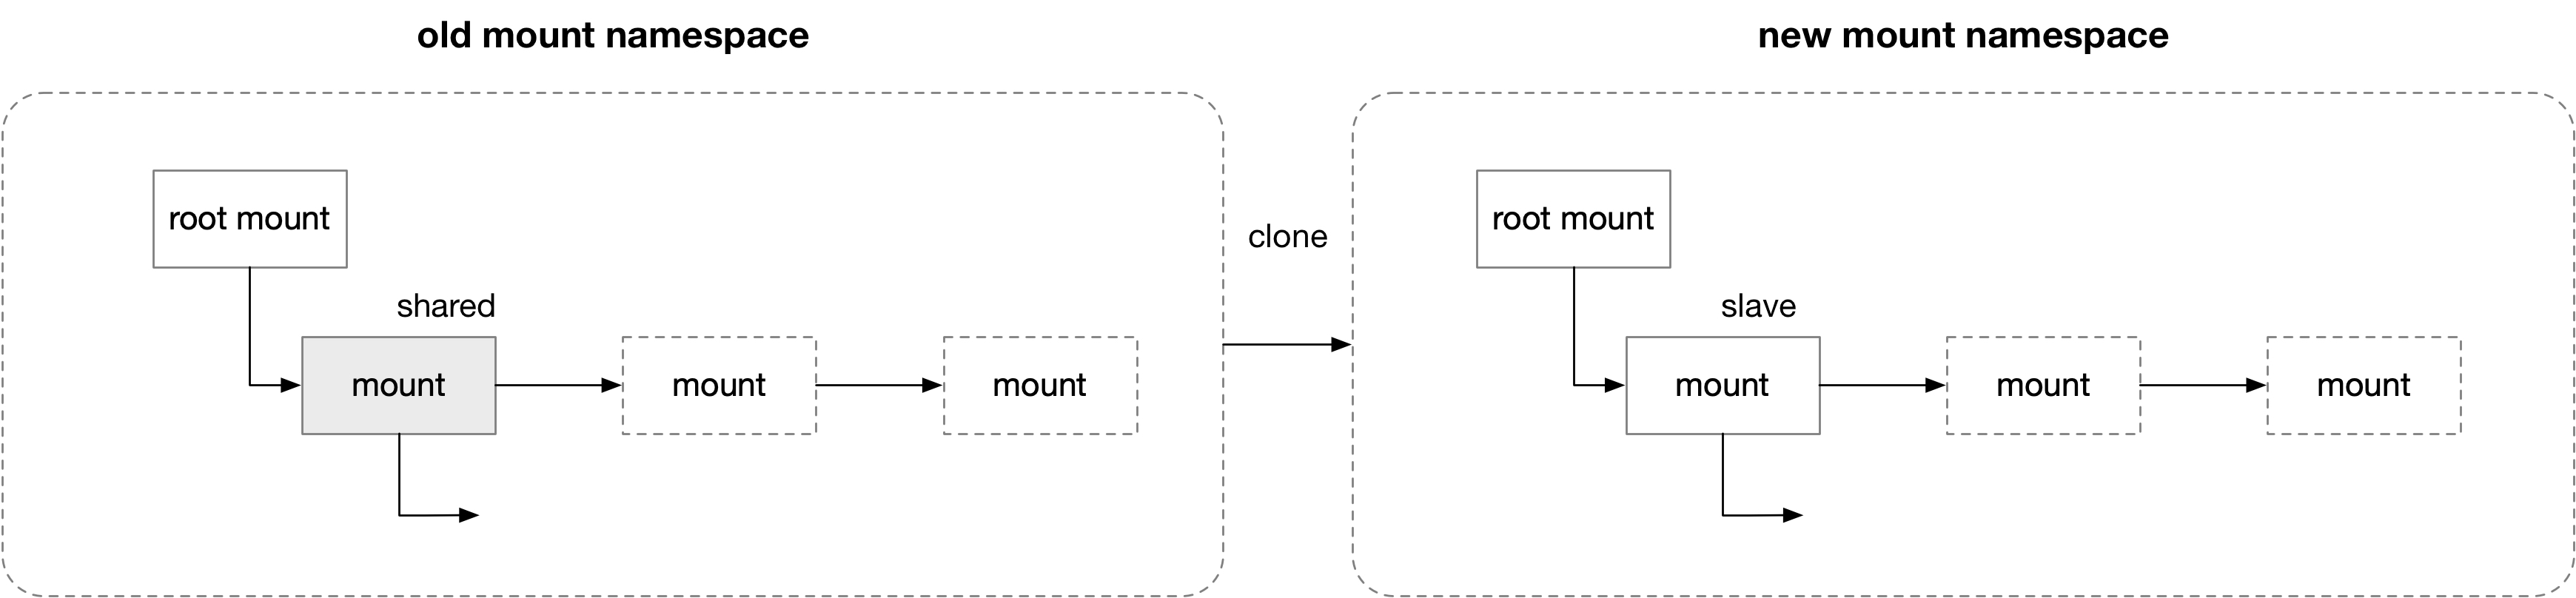 old mount namespace
new mount namespace
root mount
shared
mount
mount
mount
clone
root mount
slave
mount
mount
mount